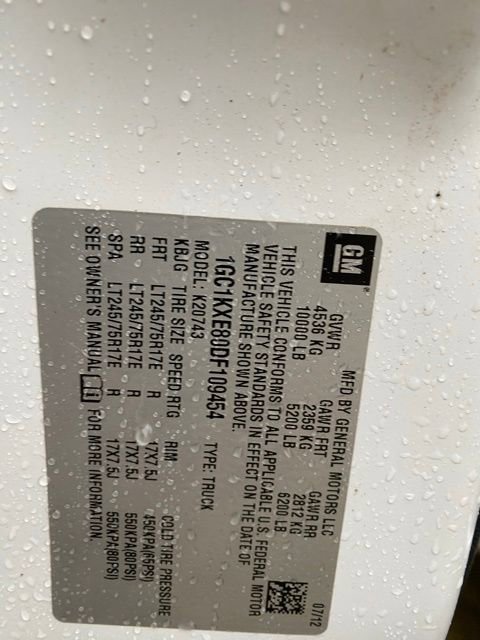 GM
MFD BY GENERAL MOTORS LLC 07/12
GVWR GAWR FRT GAWR RR
4536 KG 2359 KG 2812 KG
10000 LB 5200 LB 6200 LB
THIS VEHICLE CONFORMS TO ALL APPLICABLE U.S. FEDERAL MOTOR
VEHICLE SAFETY STANDARDS IN EFFECT ON THE DATE OF
MANUFACTURE SHOWN ABOVE.
1GC1KXE80DF109454 TYPE: TRUCK
MODEL: K20743
KBJG TIRE SIZE SPEED RTG RIM COLD TIRE PRESSURE
FRT LT245/75R17E R 17X7.5J 450KPA(65PSI)
RR LT245/75R17E R 17X7.5J 550KPA(80PSI)
SPA LT245/75R17E R 17X7.5J 550KPA(80PSI)
SEE OWNER'S MANUAL FOR MORE INFORMATION.